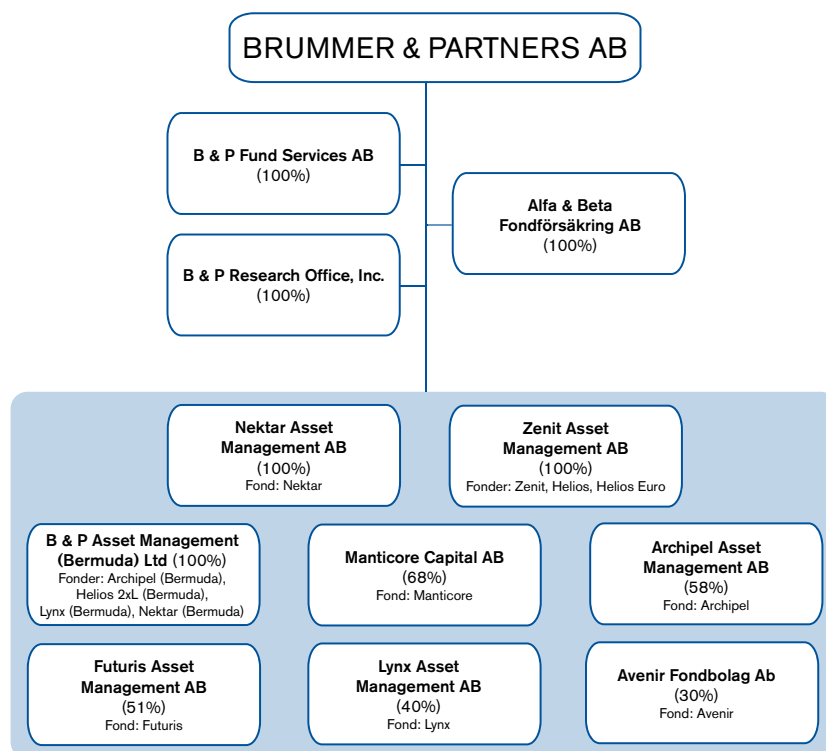 BRUMMER & PARTNERS AB
B & P Fund Services AB
(100%)
Alfa & Beta
Fondförsäkring AB
(100%)
B & P Research Office, Inc.
(100%)
Nektar Asset
Management AB
(100%)
Fond: Nektar
Zenit Asset
Management AB
(100%)
Fonder: Zenit, Helios, Helios Euro
B & P Asset Management
(Bermuda) Ltd (100%)
Fonder: Archipel (Bermuda),
Helios 2xL (Bermuda),
Lynx (Bermuda), Nektar (Bermuda)
Manticore Capital AB
(68%)
Fond: Manticore
Archipel Asset
Management AB
(58%)
Fond: Archipel
Futuris Asset
Management AB
(51%)
Fond: Futuris
Lynx Asset
Management AB
(40%)
Fond: Lynx
Avenir Fondbolag Ab
(30%)
Fond: Avenir